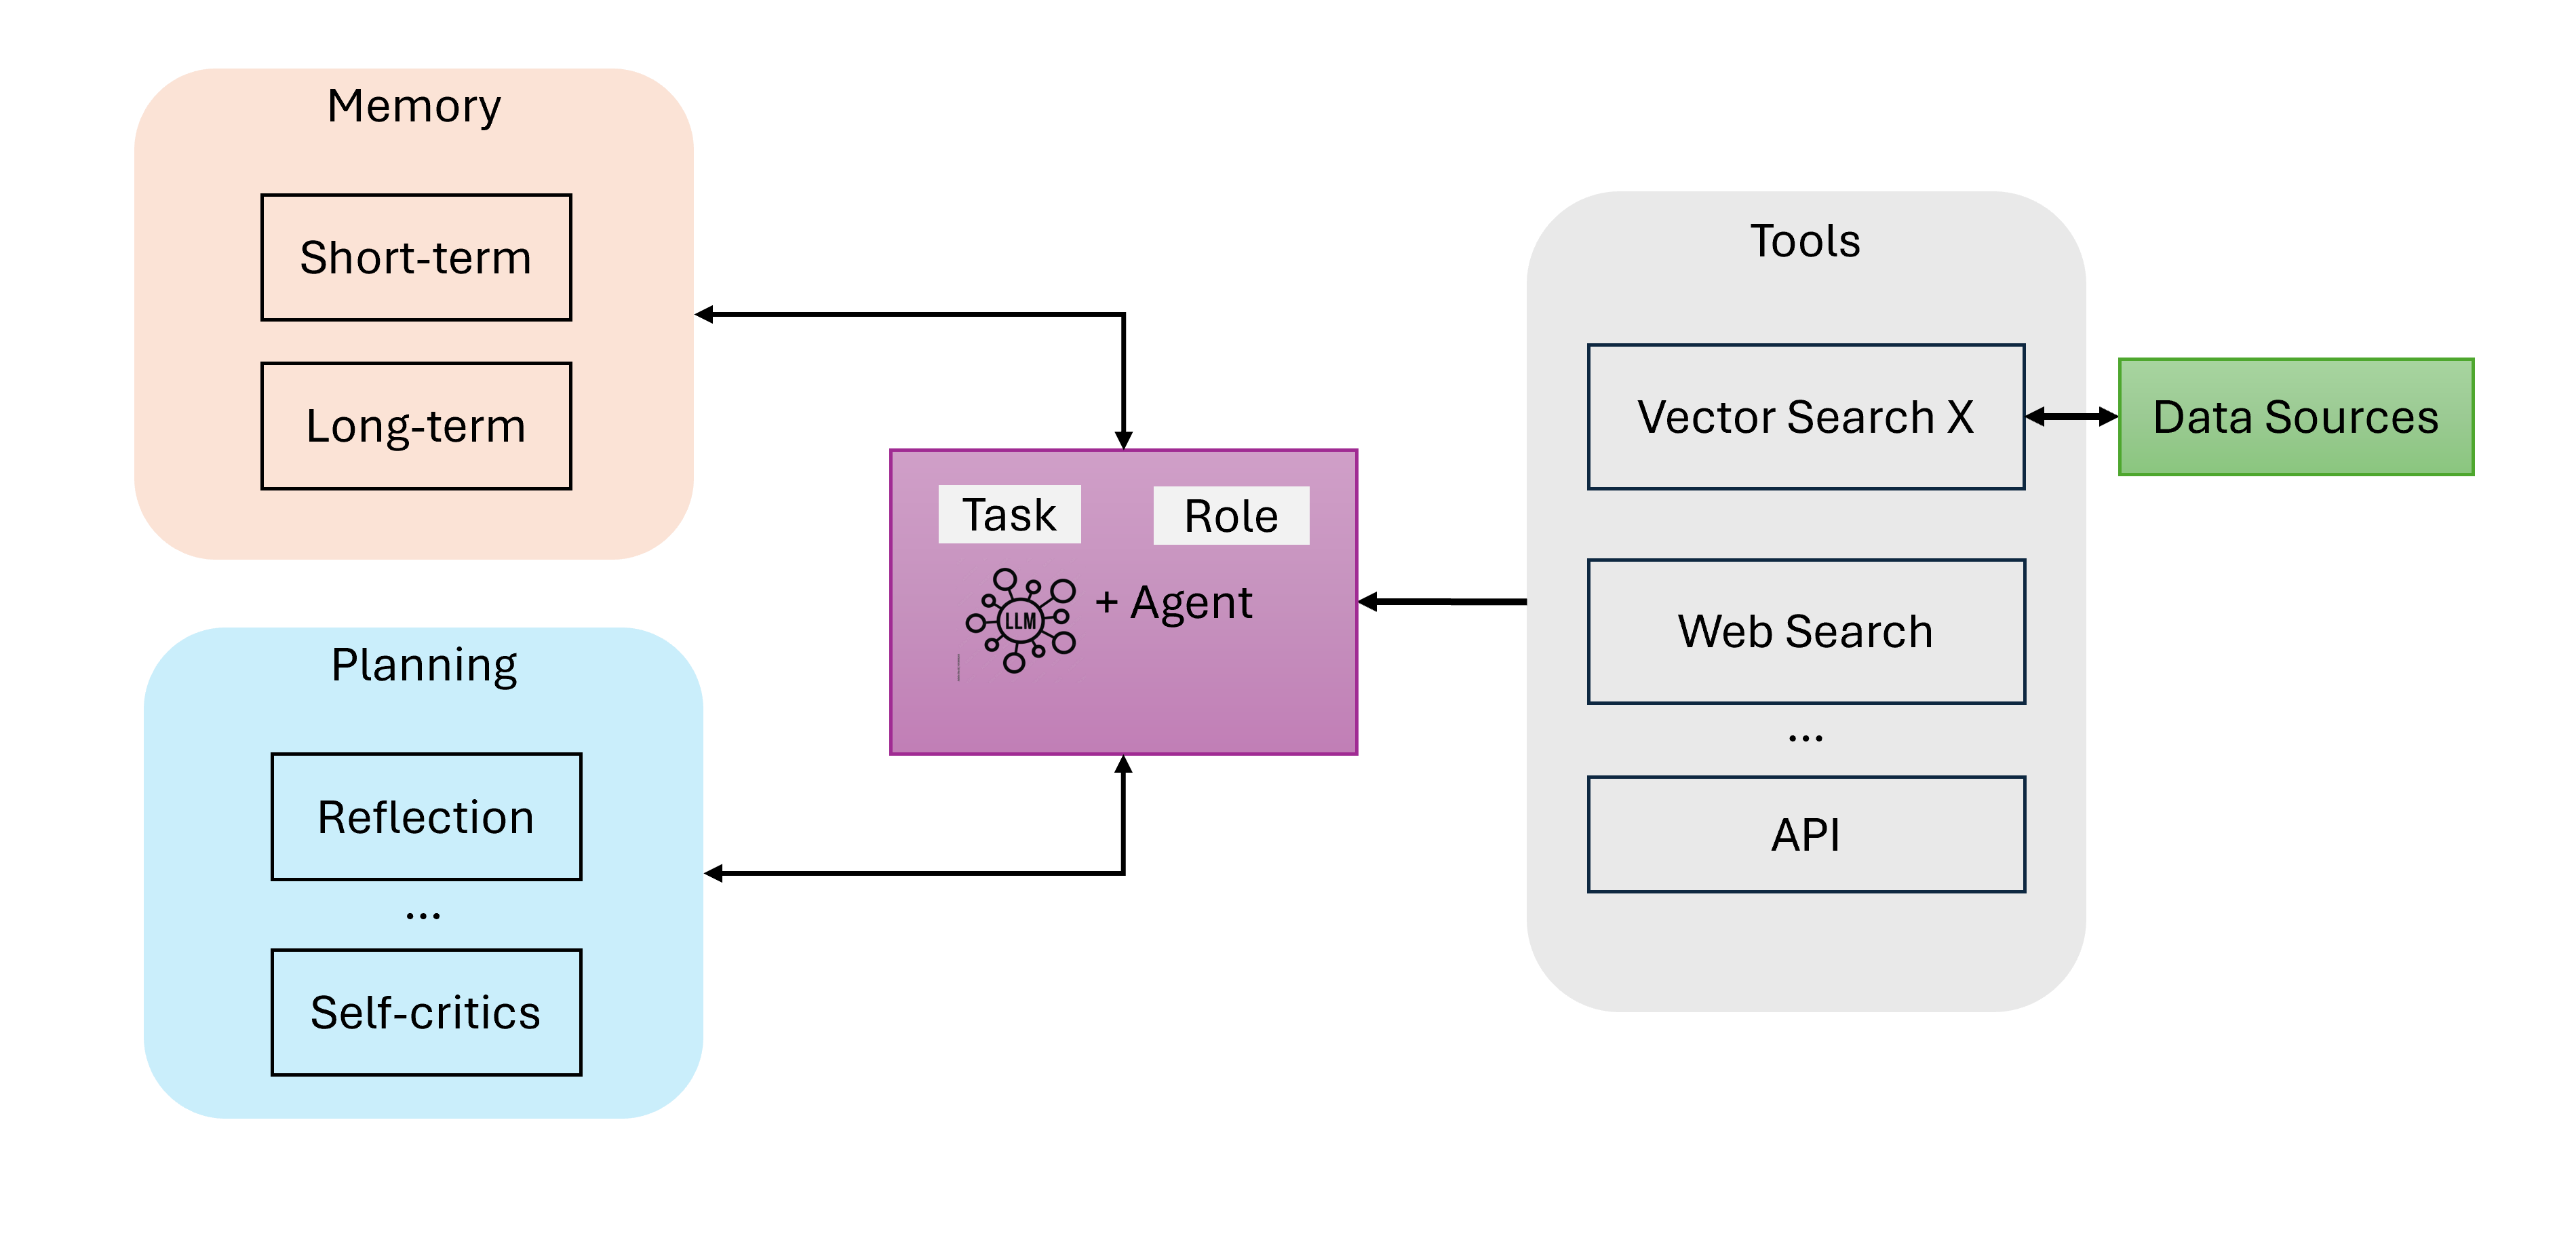 Memory
Short-term
Long-term
Planning
Reflection
...
Self-critics
Task
Role
LLM
+ Agent
Tools
Vector Search X
Web Search
...
API
Data Sources